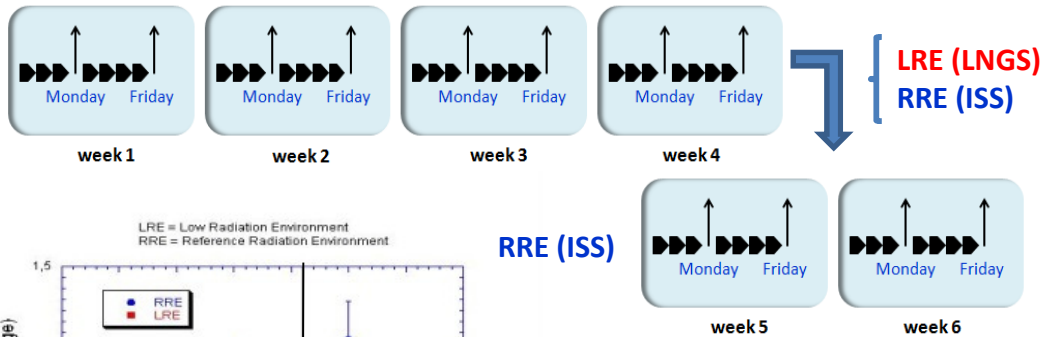 Monday Friday
Monday Friday
Monday Friday
Monday Friday
LRE (LNGS)
RRE (ISS)
week 1
week 2
week 3
week 4
LRE = Low Radiation Environment
RRE = Reference Radiation Environment
RRE (ISS)
Monday Friday
Monday Friday
1,5
RRE
LRE
week 5
week 6